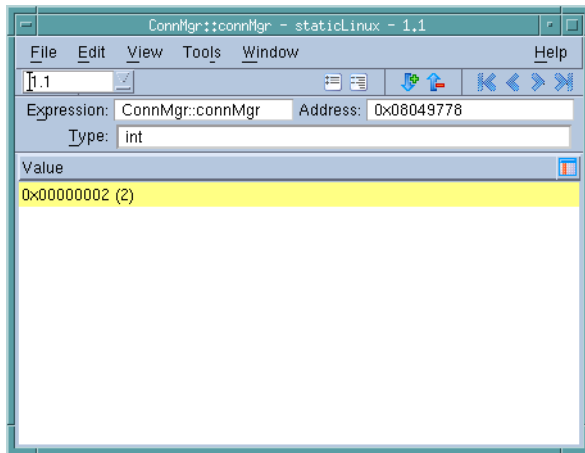 ConnMgr::connMgr - staticLinux - 1.1
File Edit View Tools Window Help
1.1
Expression: ConnMgr::connMgr Address: 0x08049778
Type: int
Value
0x00000002 (2)